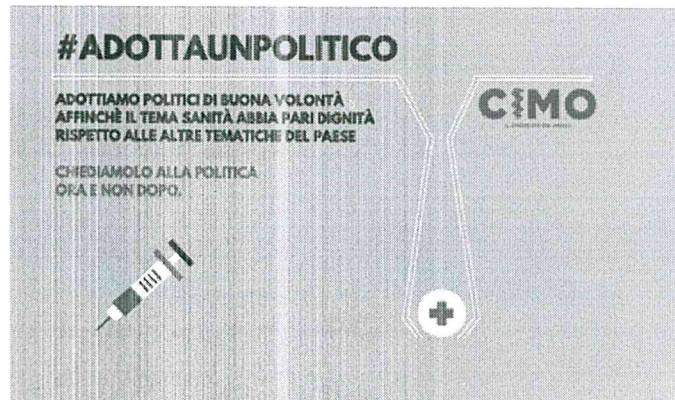 #ADOTTAUNPOLITICO
ADOTTIAMO POLITICI DI BUONA VOLONTÀ
AFFINCHÈ IL TEMA SANITÀ ABBIA PARI DIGNITÀ
RISPETTO ALLE ALTRE TEMATICHE DEL PAESE
CHIEDIAMOLO ALLA POLITICA
ORA E NON DOPO.
CIMO